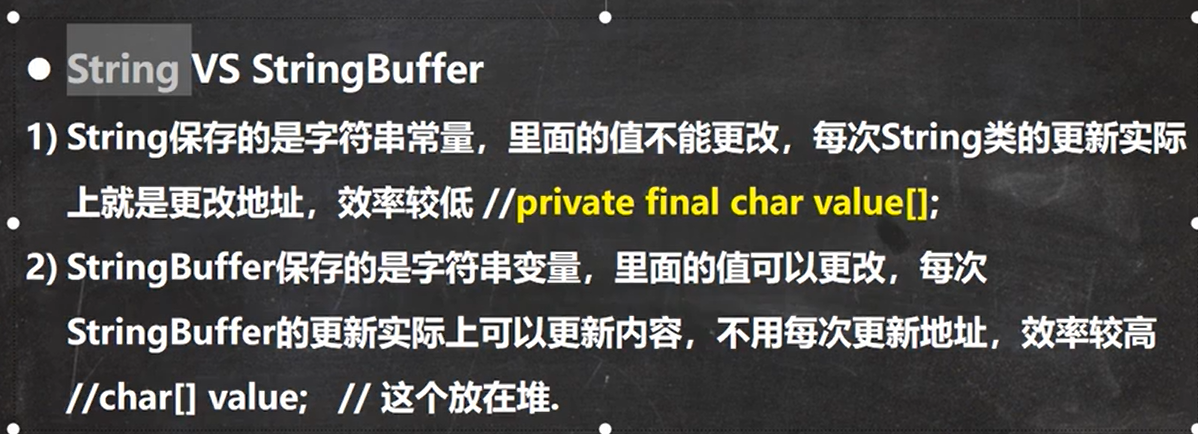 ● String VS StringBuffer
1) String保存的是字符串常量，里面的值不能更改，每次String类的更新实际
上就是更改地址，效率较低 //private final char value[];
2) StringBuffer保存的是字符串变量，里面的值可以更改，每次
StringBuffer的更新实际上可以更新内容，不用每次更新地址，效率较高
//char[] value; // 这个放在堆.